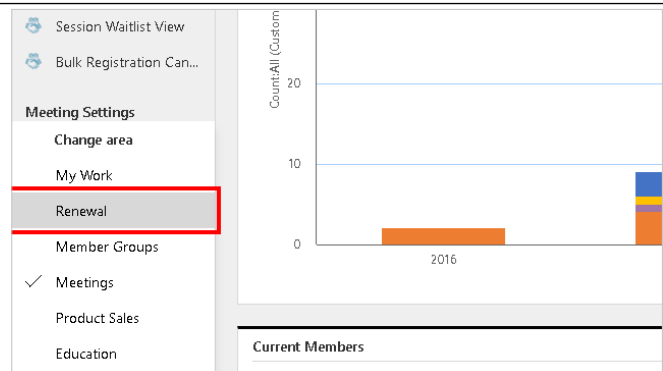 Session Waitlist View
Bulk Registration Can...
Meeting Settings
Change area
My Work
Renewal
Member Groups
Meetings
Product Sales
Education
Count:All (Custom
20
10
0
2016
Current Members